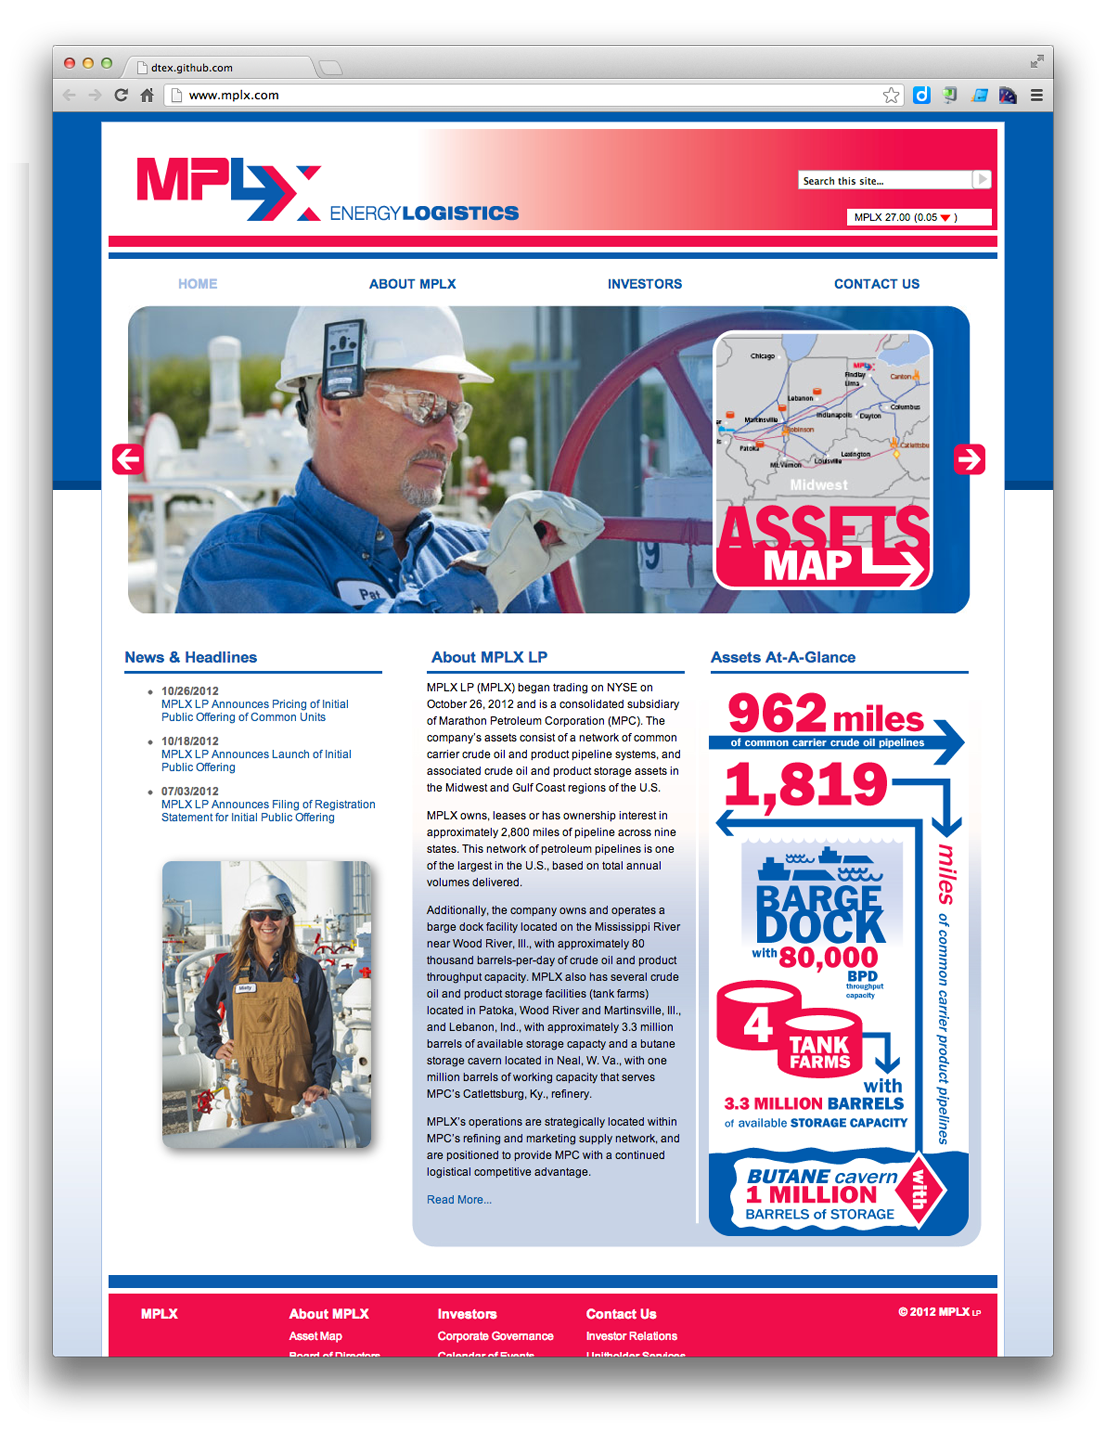 dtex.github.com
www.mplx.com
MPLX
ENERGYLOGISTICS
Search this site...
MPLX 27.00 (0.05 )
HOME
ABOUT MPLX
INVESTORS
CONTACT US
Pat
9
Chicago
MPLX
Findlay
Lima
Canton
Lebanon
Columbus
Martinsville
Indianapolis
Dayton
Robinson
Patoka
Catlettsbu
Lexington
Mt. Vernon
Louisville
Midwest
ASSETS
MAP
News & Headlines
10/26/2012
MPLX LP Announces Pricing of Initial
Public Offering of Common Units
10/18/2012
MPLX LP Announces Launch of Initial
Public Offering
07/03/2012
MPLX LP Announces Filing of Registration
Statement for Initial Public Offering
About MPLX LP
MPLX LP (MPLX) began trading on NYSE on
October 26, 2012 and is a consolidated subsidiary
of Marathon Petroleum Corporation (MPC). The
company's assets consist of a network of common
carrier crude oil and product pipeline systems, and
associated crude oil and product storage assets in
the Midwest and Gulf Coast regions of the U.S.
MPLX owns, leases or has ownership interest in
approximately 2,800 miles of pipeline across nine
states. This network of petroleum pipelines is one
of the largest in the U.S., based on total annual
volumes delivered.
Additionally, the company owns and operates a
barge dock facility located on the Mississippi River
near Wood River, Ill., with approximately 80
thousand barrels-per-day of crude oil and product
throughput capacity. MPLX also has several crude
oil and product storage facilities (tank farms)
located in Patoka, Wood River and Martinsville, Ill.,
and Lebanon, Ind., with approximately 3.3 million
barrels of available storage capacty and a butane
storage cavern located in Neal, W. Va., with one
million barrels of working capacity that serves
MPC's Catlettsburg, Ky., refinery.
MPLX's operations are strategically located within
MPC's refining and marketing supply network, and
are positioned to provide MPC with a continued
logistical competitive advantage.
Read More...
Assets At-A-Glance
962 miles
of common carrier crude oil pipelines
1,819
miles of common carrier product pipelines
BARGE
DOCK
with 80,000
BPD
throughput
capacity
4
TANK
FARMS
with
3.3 MILLION BARRELS
of available STORAGE CAPACITY
BUTANE cavern
1 MILLION
BARRELS of STORAGE
with
MPLX
About MPLX
Asset Map
Board of Directors
Investors
Corporate Governance
Calendar of Events
Contact Us
Investor Relations
Unitholder Services
© 2012 MPLX LP